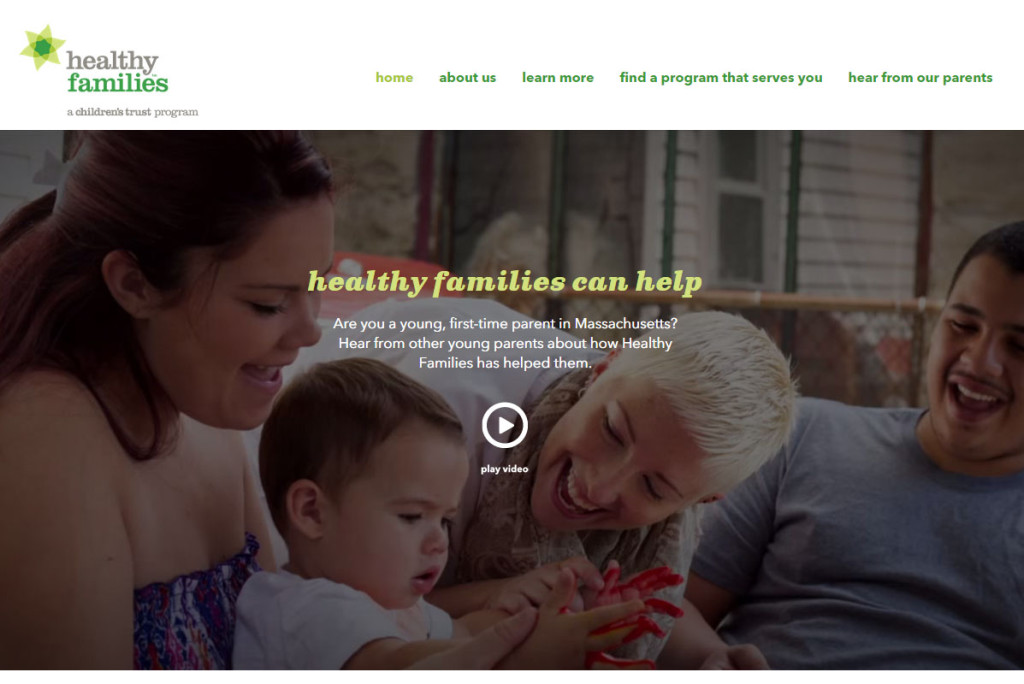 healthy
families™
a children's trust program
home about us learn more find a program that serves you hear from our parents
healthy families can help
Are you a young, first-time parent in Massachusetts?
Hear from other young parents about how Healthy
Families has helped them.
play video